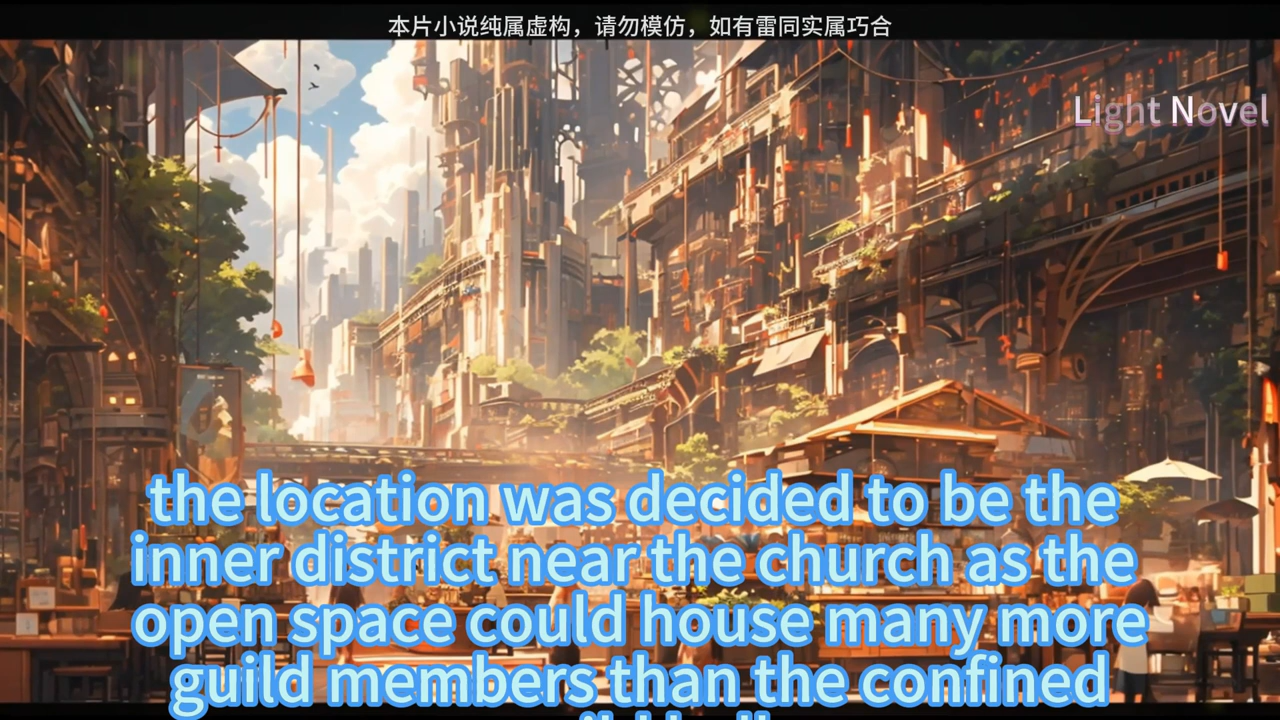 本片小说纯属虚构，请勿模仿，如有雷同实属巧合
Light Novel
the location was decided to be the
inner district near the church as the
open space could house many more
guild members than the confined